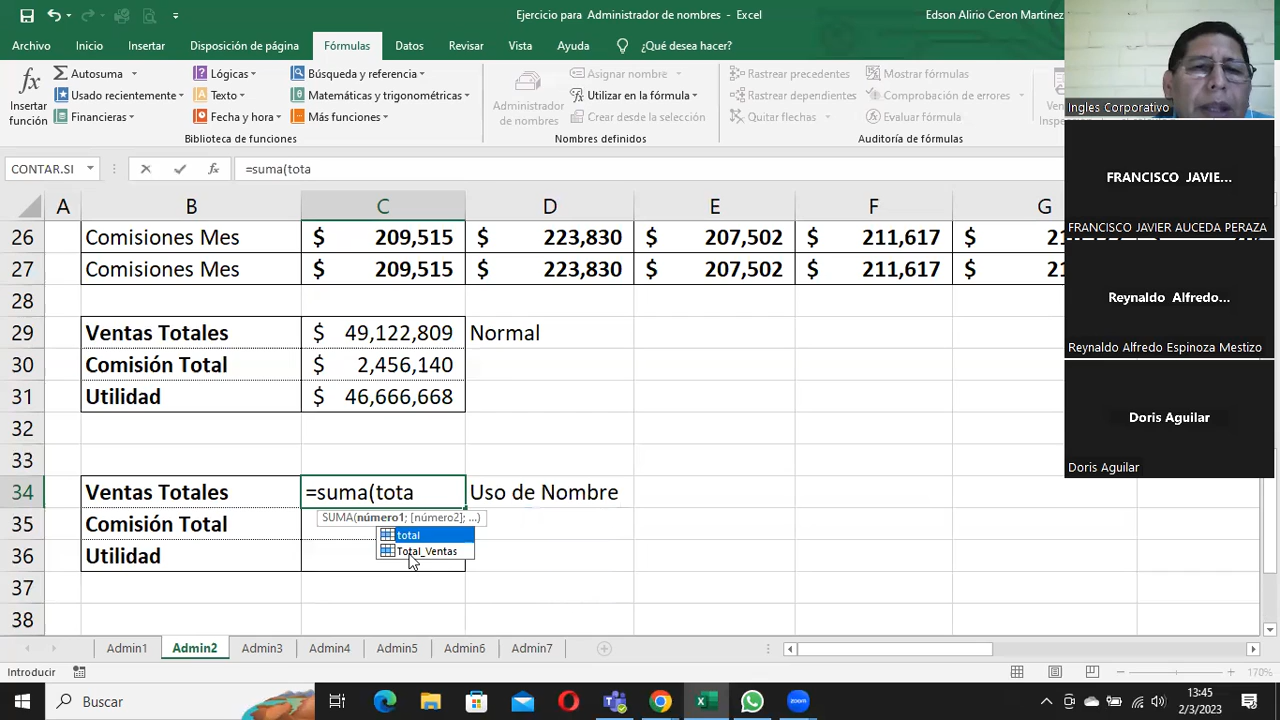 Ejercicio para Administrador de nombres - Excel
Edson Alirio Ceron Martinez
Archivo Inicio Insertar Disposición de página Fórmulas Datos Revisar Vista Ayuda ¿Qué desea hacer?
Insertar función
Autosuma
Usado recientemente
Financieras
Lógicas
Texto
Fecha y hora
Búsqueda y referencia
Matemáticas y trigonométricas
Más funciones
Biblioteca de funciones
Administrador de nombres
Asignar nombre
Utilizar en la fórmula
Crear desde la selección
Nombres definidos
Rastrear precedentes
Rastrear dependientes
Quitar flechas
Mostrar fórmulas
Comprobación de errores
Evaluar fórmula
Auditoría de fórmulas
CONTAR.SI fx =suma(tota
A B C D E F G
26 Comisiones Mes $ 209,515 $ 223,830 $ 207,502 $ 211,617 $ 21
27 Comisiones Mes $ 209,515 $ 223,830 $ 207,502 $ 211,617 $ 21
28
29 Ventas Totales $ 49,122,809 Normal
30 Comisión Total $ 2,456,140
31 Utilidad $ 46,666,668
32
33
34 Ventas Totales =suma(tota Uso de Nombre
SUMA(número1; [número2]; ...)
35 Comisión Total
total
Total_Ventas
36 Utilidad
37
38
Admin1 Admin2 Admin3 Admin4 Admin5 Admin6 Admin7
Introducir
170%
Buscar
13:45
2/3/2023
Ingles Corporativo
FRANCISCO JAVIE...
FRANCISCO JAVIER AUCEDA PERAZA
Reynaldo Alfredo...
Reynaldo Alfredo Espinoza Mestizo
Doris Aguilar
Doris Aguilar